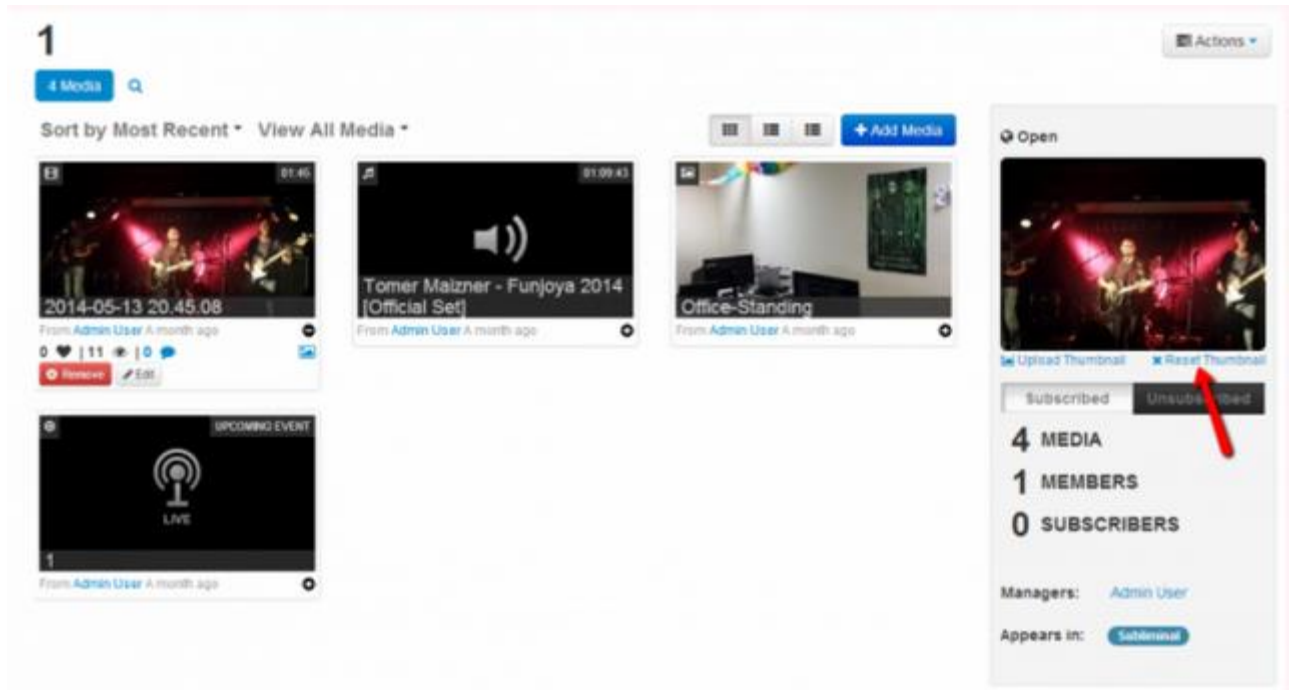 1
Actions
4 Media
Sort by Most Recent View All Media
+ Add Media
Open
01:45
2014-05-13 20.45.08
From Admin User A month ago
0 | 11 | 0
Remove Edit
01:09:43
Tomer Maizner - Funjoya 2014
[Official Set]
From Admin User A month ago
Office-Standing
From Admin User A month ago
UPCOMING EVENT
LIVE
1
From Admin User A month ago
Upload Thumbnail Reset Thumbnail
Subscribed Unsubscribed
4 MEDIA
1 MEMBERS
0 SUBSCRIBERS
Managers: Admin User
Appears in: Subliminal